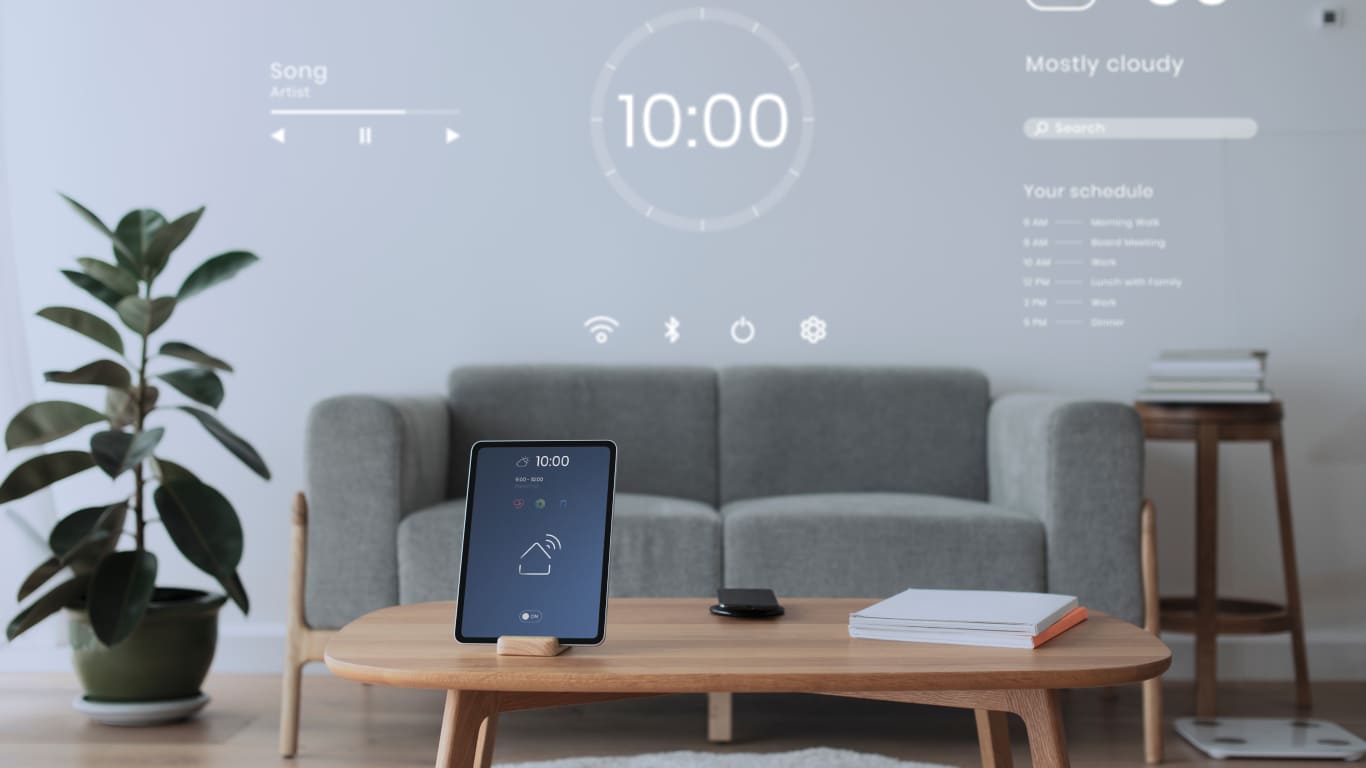 Song
Artist
10:00
Mostly cloudy
Search
Your schedule
8 AM Morning Work
9 AM Board Meeting
10 AM Work
12 PM Lunch with Family
3 PM Work
5 PM Dinner
10:00
9:00 - 10:00
ON